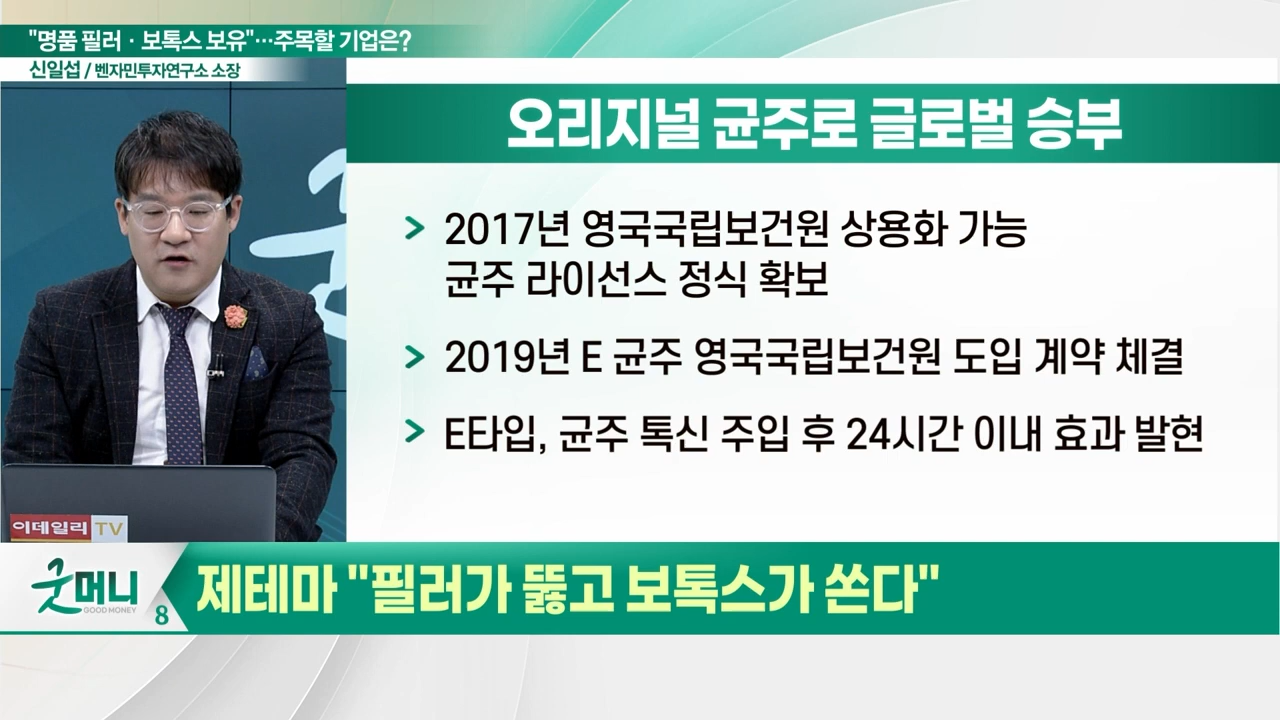 "명품 필러·보톡스 보유"…주목할 기업은?
신일섭 / 벤자민투자연구소 소장
오리지널 균주로 글로벌 승부
> 2017년 영국국립보건원 상용화 가능
균주 라이선스 정식 확보
> 2019년 E 균주 영국국립보건원 도입 계약 체결
> E타입, 균주 톡신 주입 후 24시간 이내 효과 발현
이데일리 TV
굿머니
GOOD MONEY
8
제테마 "필러가 뚫고 보톡스가 쏜다"